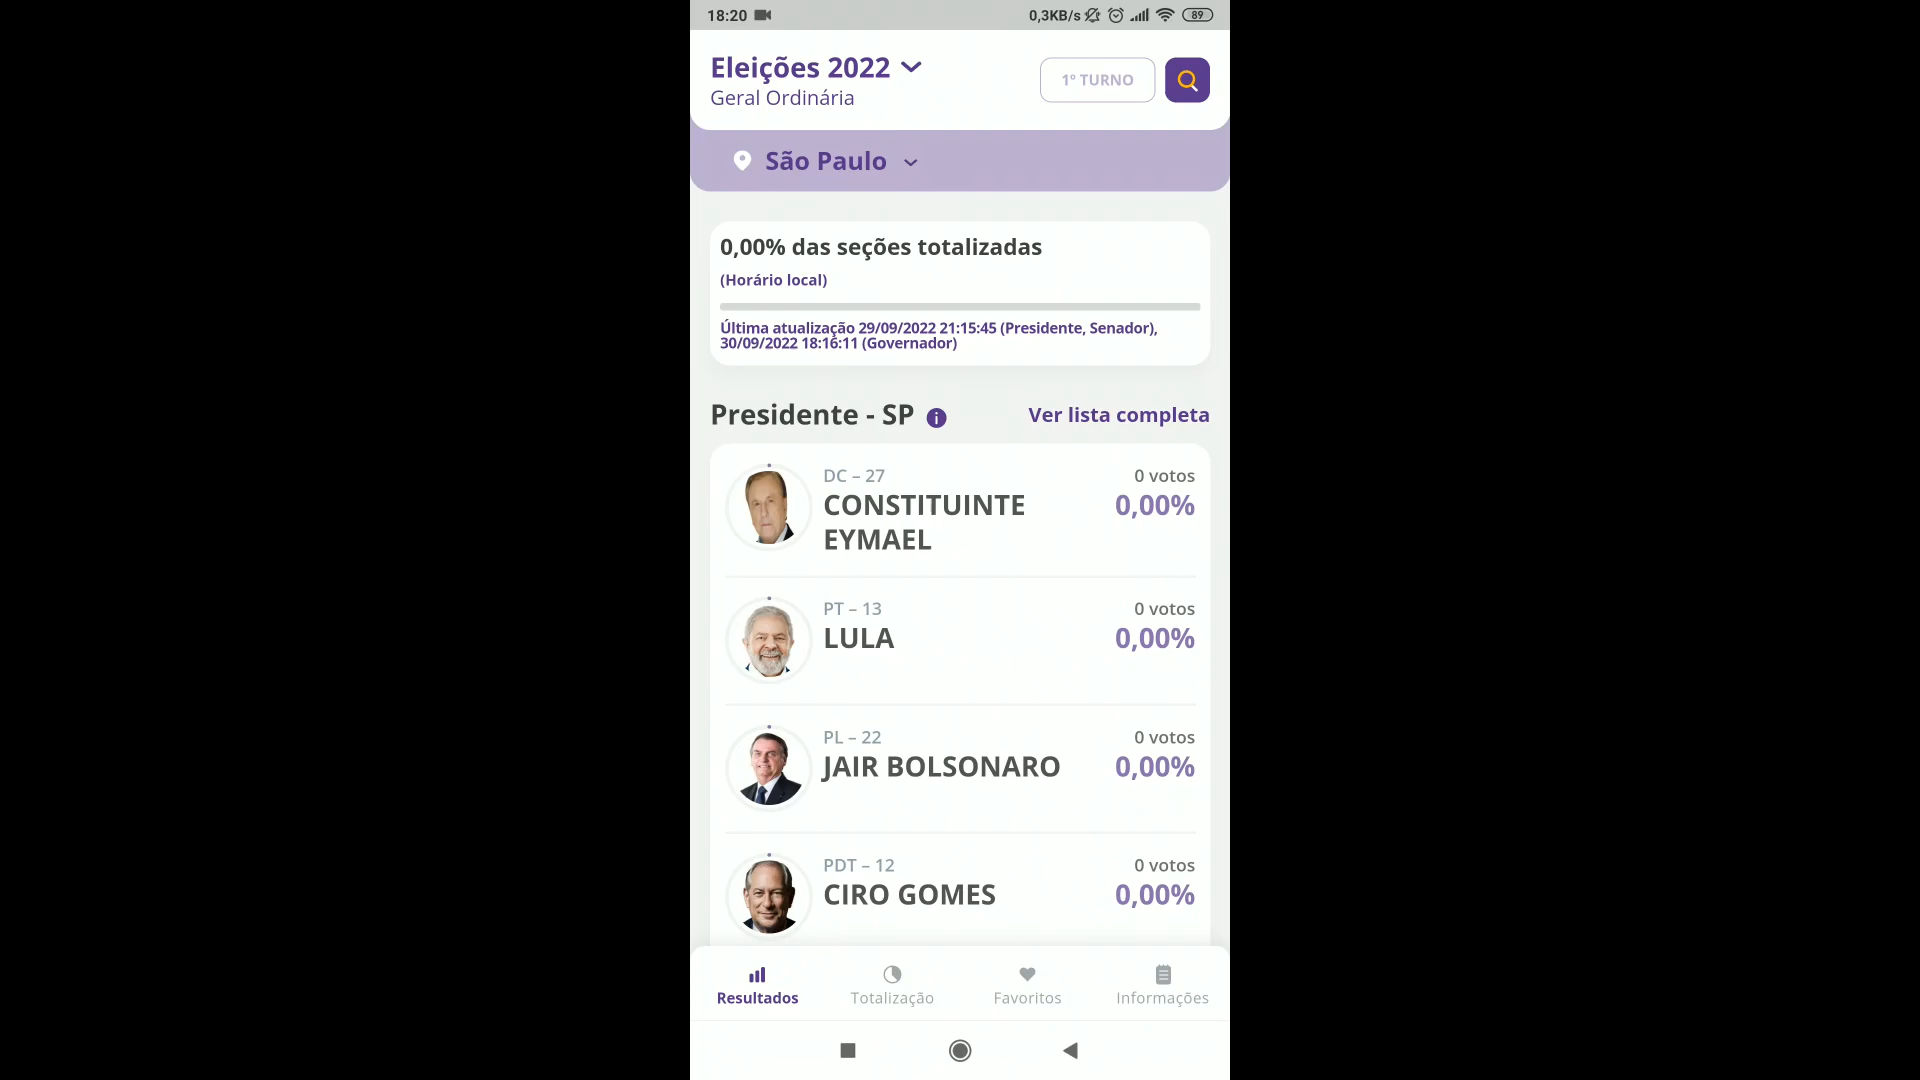 18:20
0,3KB/s
89
Eleições 2022
Geral Ordinária
1º TURNO
São Paulo
0,00% das seções totalizadas
(Horário local)
Última atualização 29/09/2022 21:15:45 (Presidente, Senador),
30/09/2022 18:16:11 (Governador)
Presidente - SP
Ver lista completa
DC – 27
0 votos
CONSTITUINTE
EYMAEL
0,00%
PT – 13
0 votos
LULA
0,00%
PL – 22
0 votos
JAIR BOLSONARO
0,00%
PDT – 12
0 votos
CIRO GOMES
0,00%
Resultados
Totalização
Favoritos
Informações